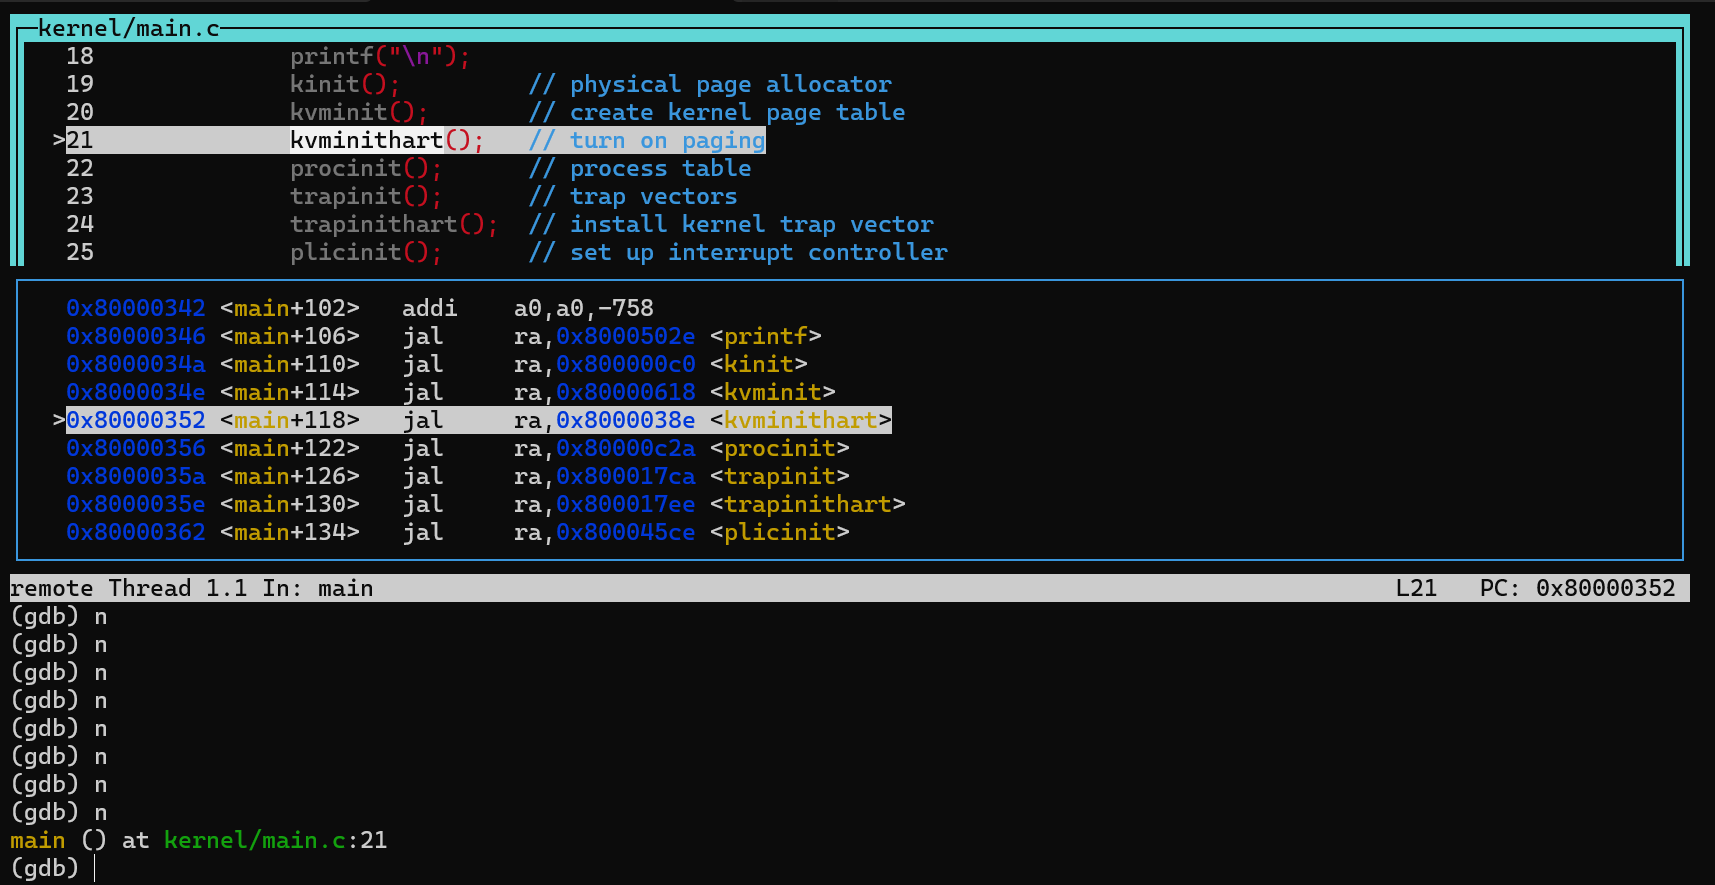 kernel/main.c
18 printf("\n");
19 kinit(); // physical page allocator
20 kvminit(); // create kernel page table
>21 kvminithart(); // turn on paging
22 procinit(); // process table
23 trapinit(); // trap vectors
24 trapinithart(); // install kernel trap vector
25 plicinit(); // set up interrupt controller
0x80000342 <main+102> addi a0,a0,-758
0x80000346 <main+106> jal ra,0x8000502e <printf>
0x8000034a <main+110> jal ra,0x800000c0 <kinit>
0x8000034e <main+114> jal ra,0x80000618 <kvminit>
>0x80000352 <main+118> jal ra,0x8000038e <kvminithart>
0x80000356 <main+122> jal ra,0x80000c2a <procinit>
0x8000035a <main+126> jal ra,0x800017ca <trapinit>
0x8000035e <main+130> jal ra,0x800017ee <trapinithart>
0x80000362 <main+134> jal ra,0x800045ce <plicinit>
remote Thread 1.1 In: main L21 PC: 0x80000352
(gdb) n
(gdb) n
(gdb) n
(gdb) n
(gdb) n
(gdb) n
(gdb) n
(gdb) n
main () at kernel/main.c:21
(gdb)